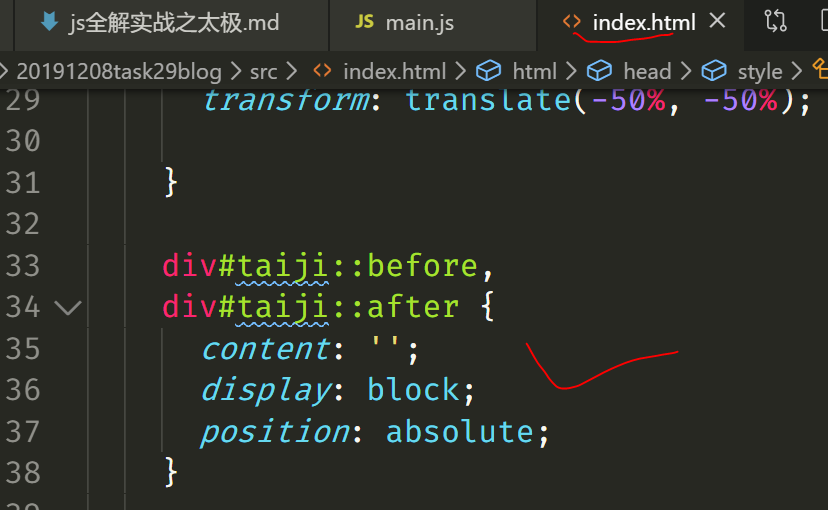 js全解实战之太极.md JS main.js <> index.html ×
20191208task29blog > src > <> index.html > html > head > style >
29 transform: translate(-50%, -50%);
30
31 }
32
33 div#taiji::before,
34 div#taiji::after {
35 content: '';
36 display: block;
37 position: absolute;
38 }